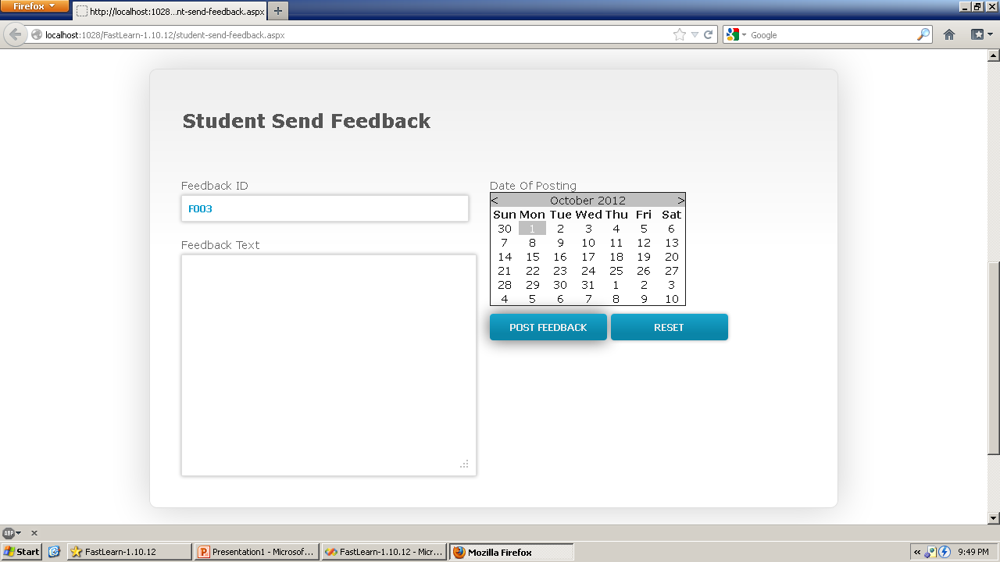 Firefox
http://localhost:1028...nt-send-feedback.aspx
localhost:1028/FastLearn-1.10.12/student-send-feedback.aspx
Google
Student Send Feedback
Feedback ID
F003
Feedback Text
Date Of Posting
< October 2012 >
Sun Mon Tue Wed Thu Fri Sat
30 1 2 3 4 5 6
7 8 9 10 11 12 13
14 15 16 17 18 19 20
21 22 23 24 25 26 27
28 29 30 31 1 2 3
4 5 6 7 8 9 10
POST FEEDBACK
RESET
ABP
Start
FastLearn-1.10.12
Presentation1 - Microsof...
FastLearn-1.10.12 - Micr...
Mozilla Firefox
9:49 PM